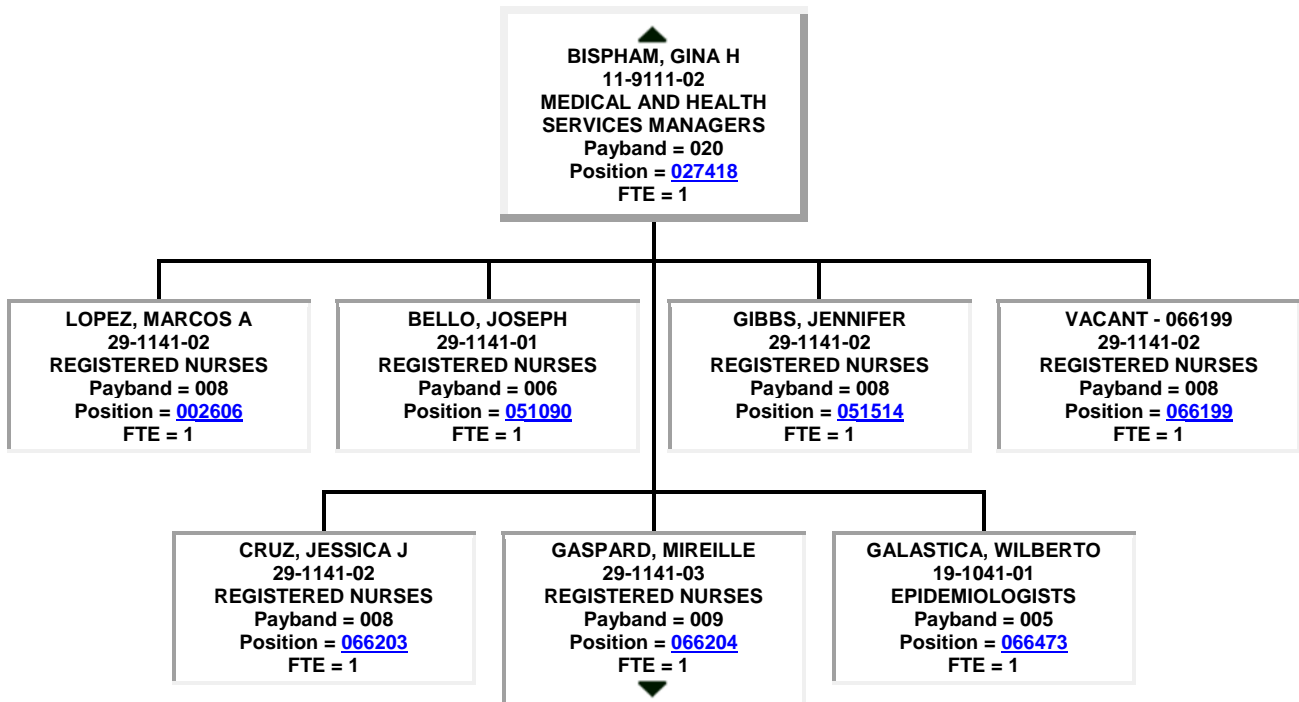 BISPHAM, GINA H
11-9111-02
MEDICAL AND HEALTH
SERVICES MANAGERS
Payband = 020
Position = 027418
FTE = 1
LOPEZ, MARCOS A
29-1141-02
REGISTERED NURSES
Payband = 008
Position = 002606
FTE = 1
BELLO, JOSEPH
29-1141-01
REGISTERED NURSES
Payband = 006
Position = 051090
FTE = 1
GIBBS, JENNIFER
29-1141-02
REGISTERED NURSES
Payband = 008
Position = 051514
FTE = 1
VACANT - 066199
29-1141-02
REGISTERED NURSES
Payband = 008
Position = 066199
FTE = 1
CRUZ, JESSICA J
29-1141-02
REGISTERED NURSES
Payband = 008
Position = 066203
FTE = 1
GASPARD, MIREILLE
29-1141-03
REGISTERED NURSES
Payband = 009
Position = 066204
FTE = 1
GALASTICA, WILBERTO
19-1041-01
EPIDEMIOLOGISTS
Payband = 005
Position = 066473
FTE = 1